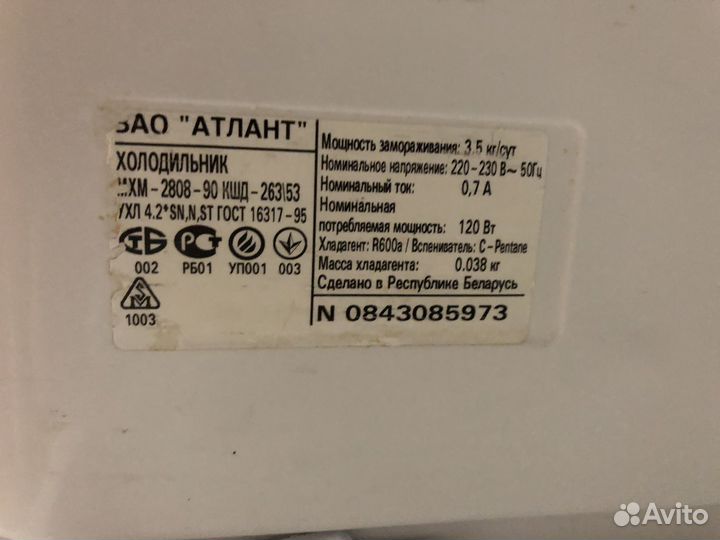 ЗАО "АТЛАНТ"
ХОЛОДИЛЬНИК
МХМ-2808-90 КШД-263\53
УХЛ 4.2*SN,N,ST ГОСТ 16317-95
002 РБ01 УП001 003
1003
Мощность замораживания: 3.5 кг/сут
Номинальное напряжение: 220-230 В~ 50Гц
Номинальный ток: 0,7 А
Номинальная
потребляемая мощность: 120 Вт
Хладагент: R600a / Вспениватель: C-Pentane
Масса хладагента: 0.038 кг
Сделано в Республике Беларусь
N 0843085973
Avito